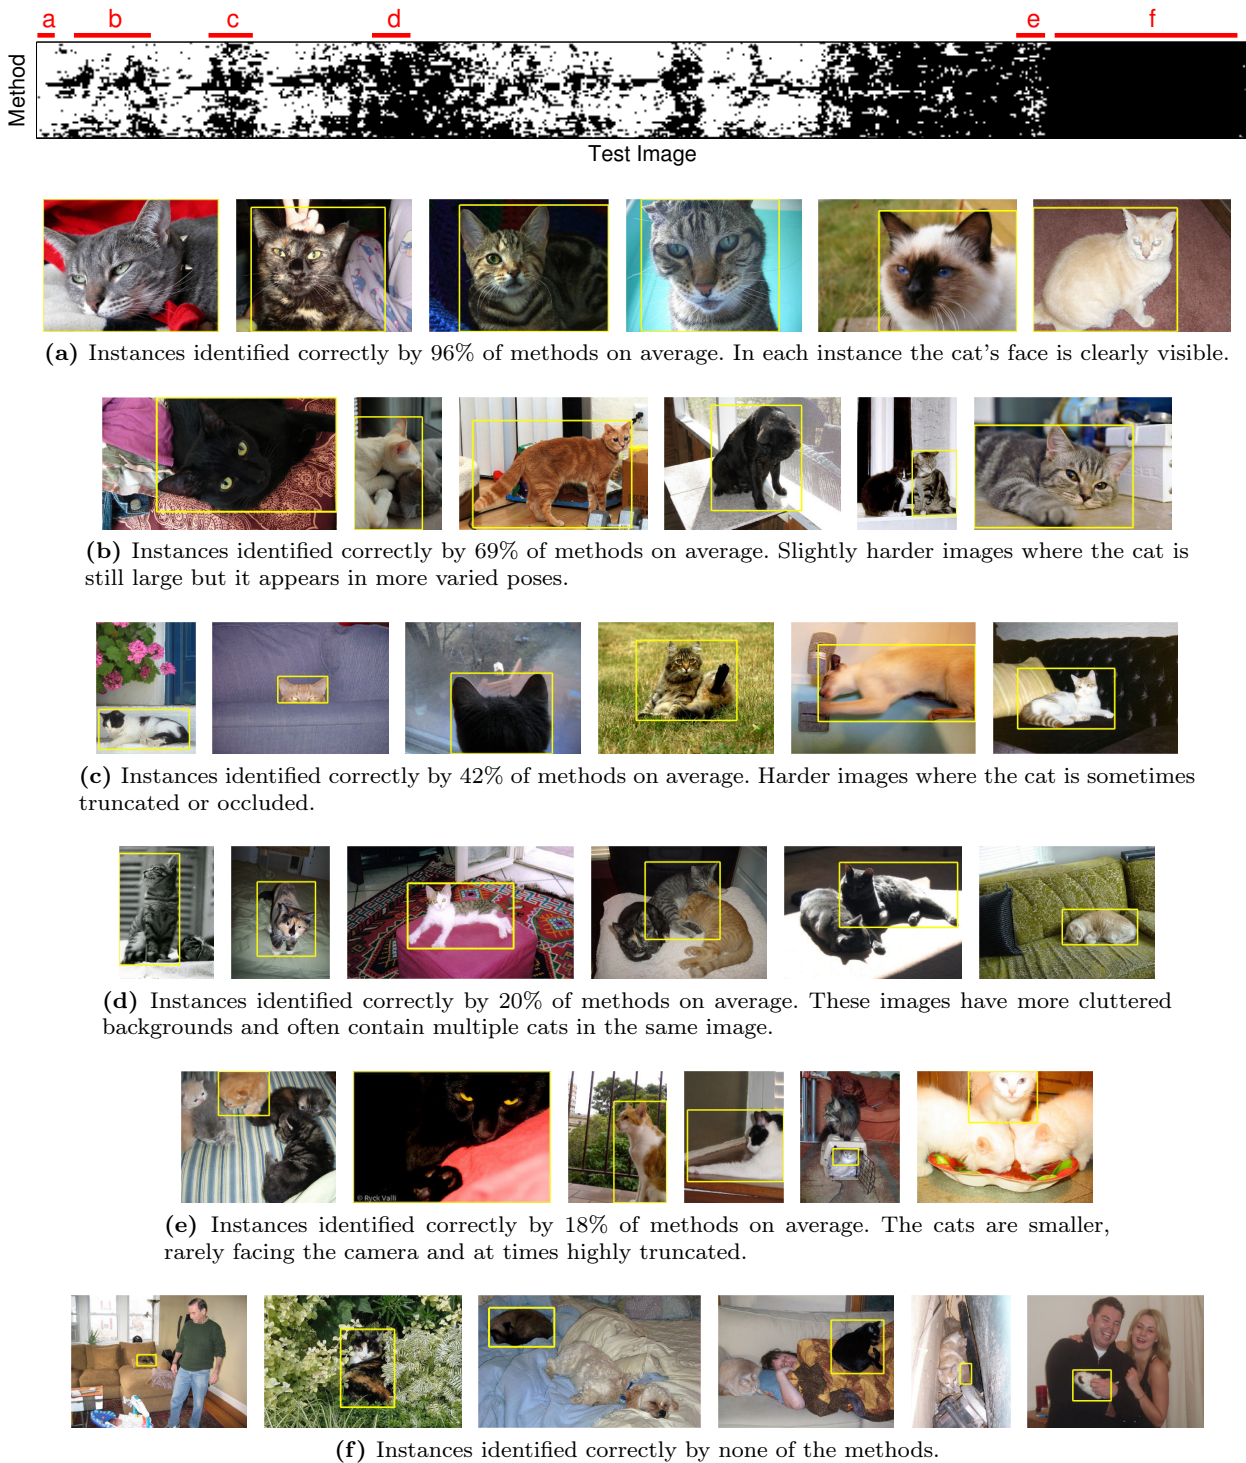 a b c d e f
Method
Test Image
(a) Instances identified correctly by 96% of methods on average. In each instance the cat's face is clearly visible.
(b) Instances identified correctly by 69% of methods on average. Slightly harder images where the cat is
still large but it appears in more varied poses.
(c) Instances identified correctly by 42% of methods on average. Harder images where the cat is sometimes
truncated or occluded.
(d) Instances identified correctly by 20% of methods on average. These images have more cluttered
backgrounds and often contain multiple cats in the same image.
© Ryck Valli
(e) Instances identified correctly by 18% of methods on average. The cats are smaller,
rarely facing the camera and at times highly truncated.
(f) Instances identified correctly by none of the methods.